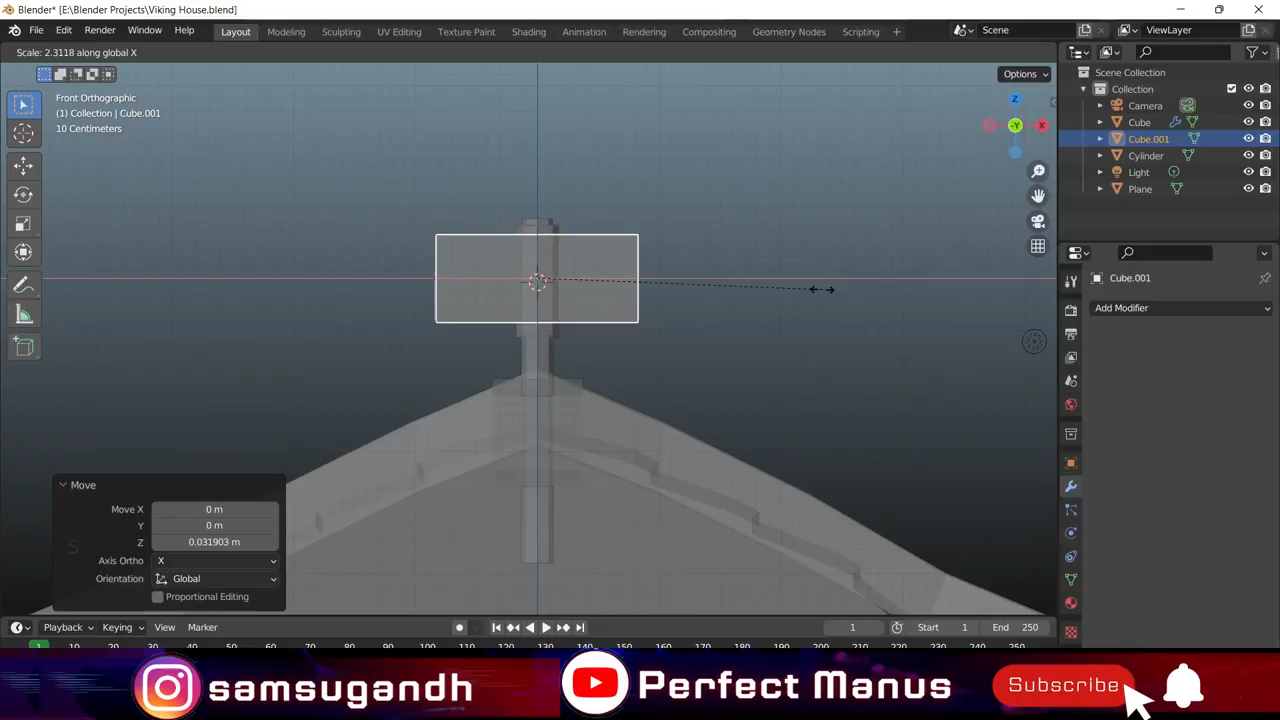 Blender* [E:\Blender Projects\Viking House.blend]
File Edit Render Window Help Layout Modeling Sculpting UV Editing Texture Paint Shading Animation Rendering Compositing Geometry Nodes Scripting + Scene ViewLayer
Scale: 2.3118 along global X
Options
Front Orthographic
(1) Collection | Cube.001
10 Centimeters
Z
-Y
X
Scene Collection
Collection
Camera
Cube
Cube.001
Cylinder
Light
Plane
Cube.001
Add Modifier
S
Move
Move X 0 m
Y 0 m
Z 0.031903 m
Axis Ortho X
Orientation Global
Proportional Editing
Playback Keying View Marker 1 Start 1 End 250
samsugandh
Perfect Manus
Subscribe